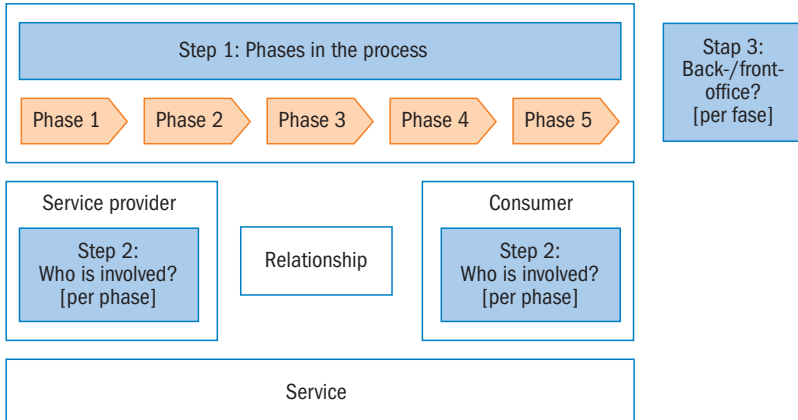 Step 1: Phases in the process
Phase 1
Phase 2
Phase 3
Phase 4
Phase 5
Stap 3:
Back-/front-
office?
[per fase]
Service provider
Step 2:
Who is involved?
[per phase]
Relationship
Consumer
Step 2:
Who is involved?
[per phase]
Service